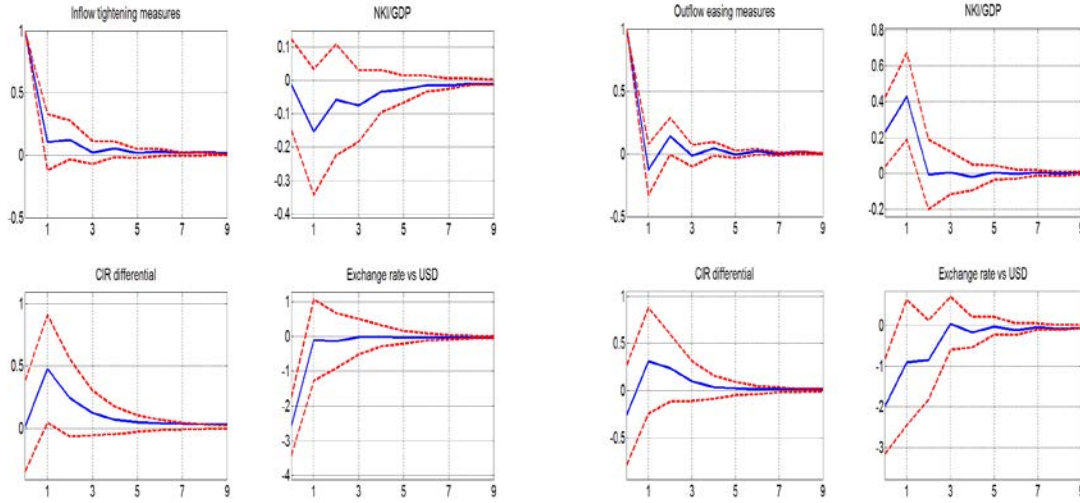 Inflow tightening measures
1
0.5
0
-0.5
1 3 5 7 9
NKI/GDP
0.1
0
-0.1
-0.2
-0.3
-0.4
1 3 5 7 9
Outflow easing measures
1
0.5
0
-0.5
1 3 5 7 9
NKI/GDP
0.8
0.6
0.4
0.2
0
-0.2
1 3 5 7 9
CIR differential
1
0.5
0
1 3 5 7 9
Exchange rate vs USD
1
0
-1
-2
-3
-4
1 3 5 7 9
CIR differential
1
0.5
0
-0.5
1 3 5 7 9
Exchange rate vs USD
0
-1
-2
-3
1 3 5 7 9